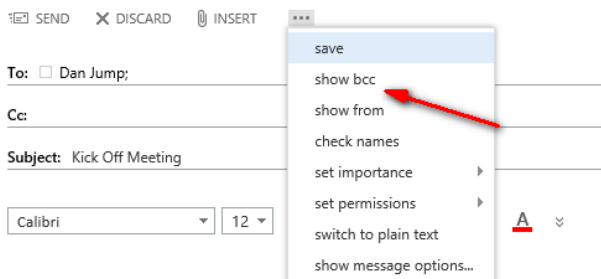 SEND DISCARD INSERT ...
save
To: Dan Jump;
show bcc
show from
Cc:
check names
Subject: Kick Off Meeting
set importance
set permissions
Calibri 12 A
switch to plain text
show message options...